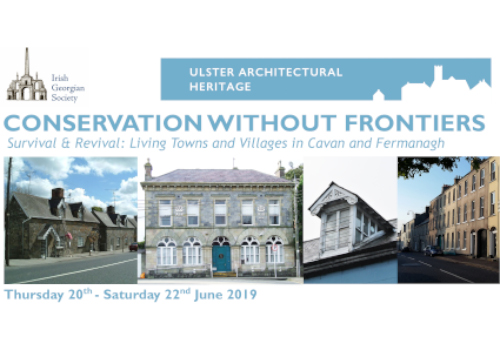 Irish
Georgian
Society
ULSTER ARCHITECTURAL
HERITAGE
CONSERVATION WITHOUT FRONTIERS
Survival & Revival: Living Towns and Villages in Cavan and Fermanagh
Thursday 20th - Saturday 22nd June 2019